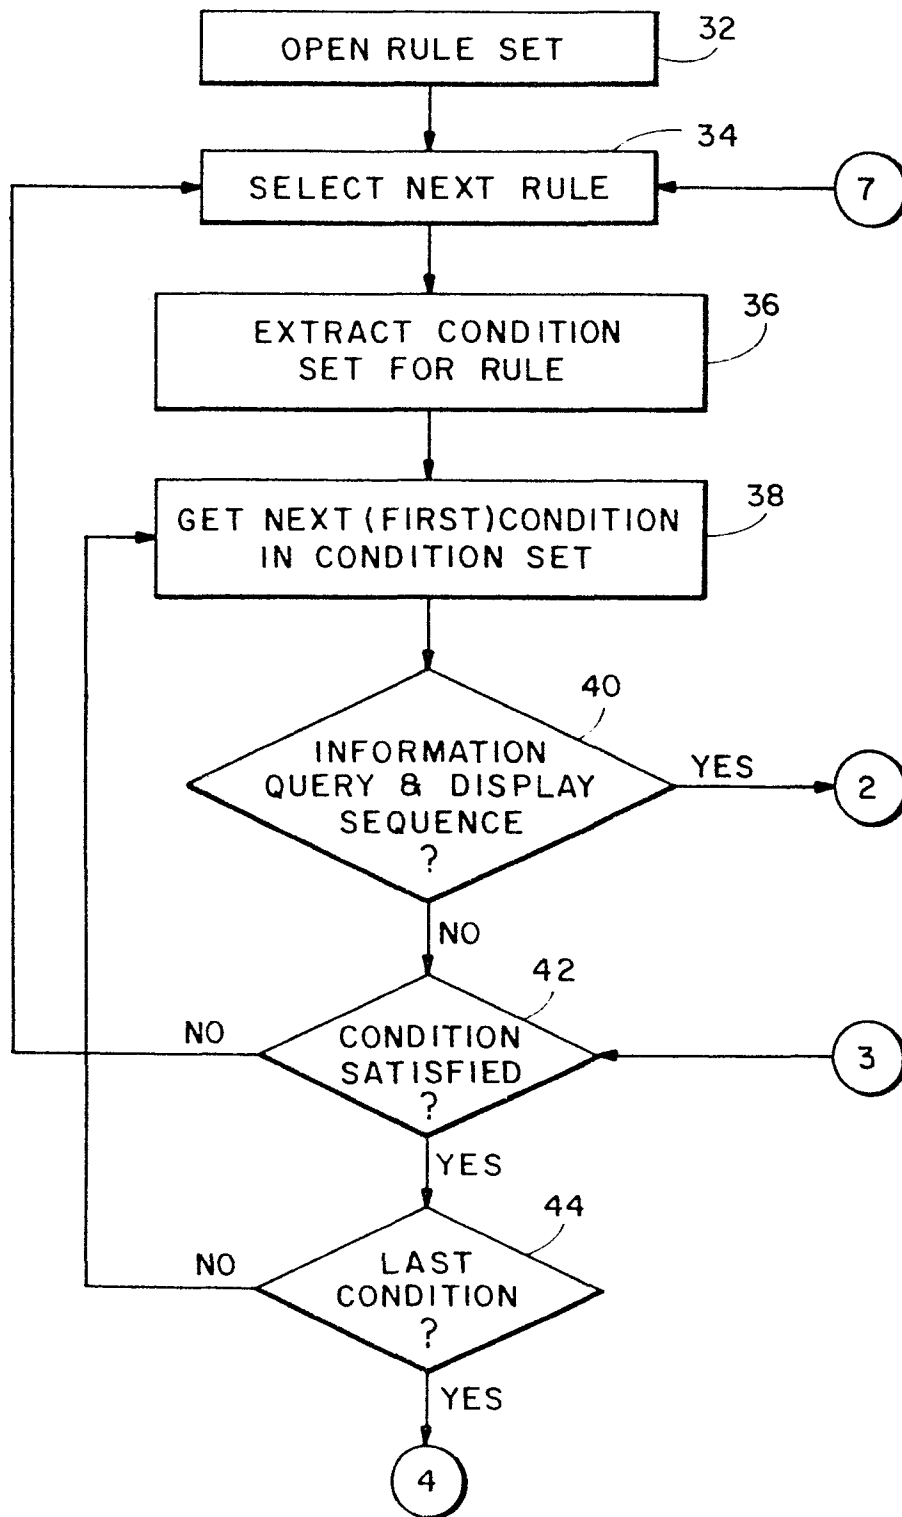 OPEN RULE SET
32
34
SELECT NEXT RULE
7
36
EXTRACT CONDITION
SET FOR RULE
38
GET NEXT (FIRST) CONDITION
IN CONDITION SET
40
INFORMATION
QUERY & DISPLAY
SEQUENCE
?
YES
2
NO
42
NO
CONDITION
SATISFIED
?
3
YES
44
NO
LAST
CONDITION
?
YES
4